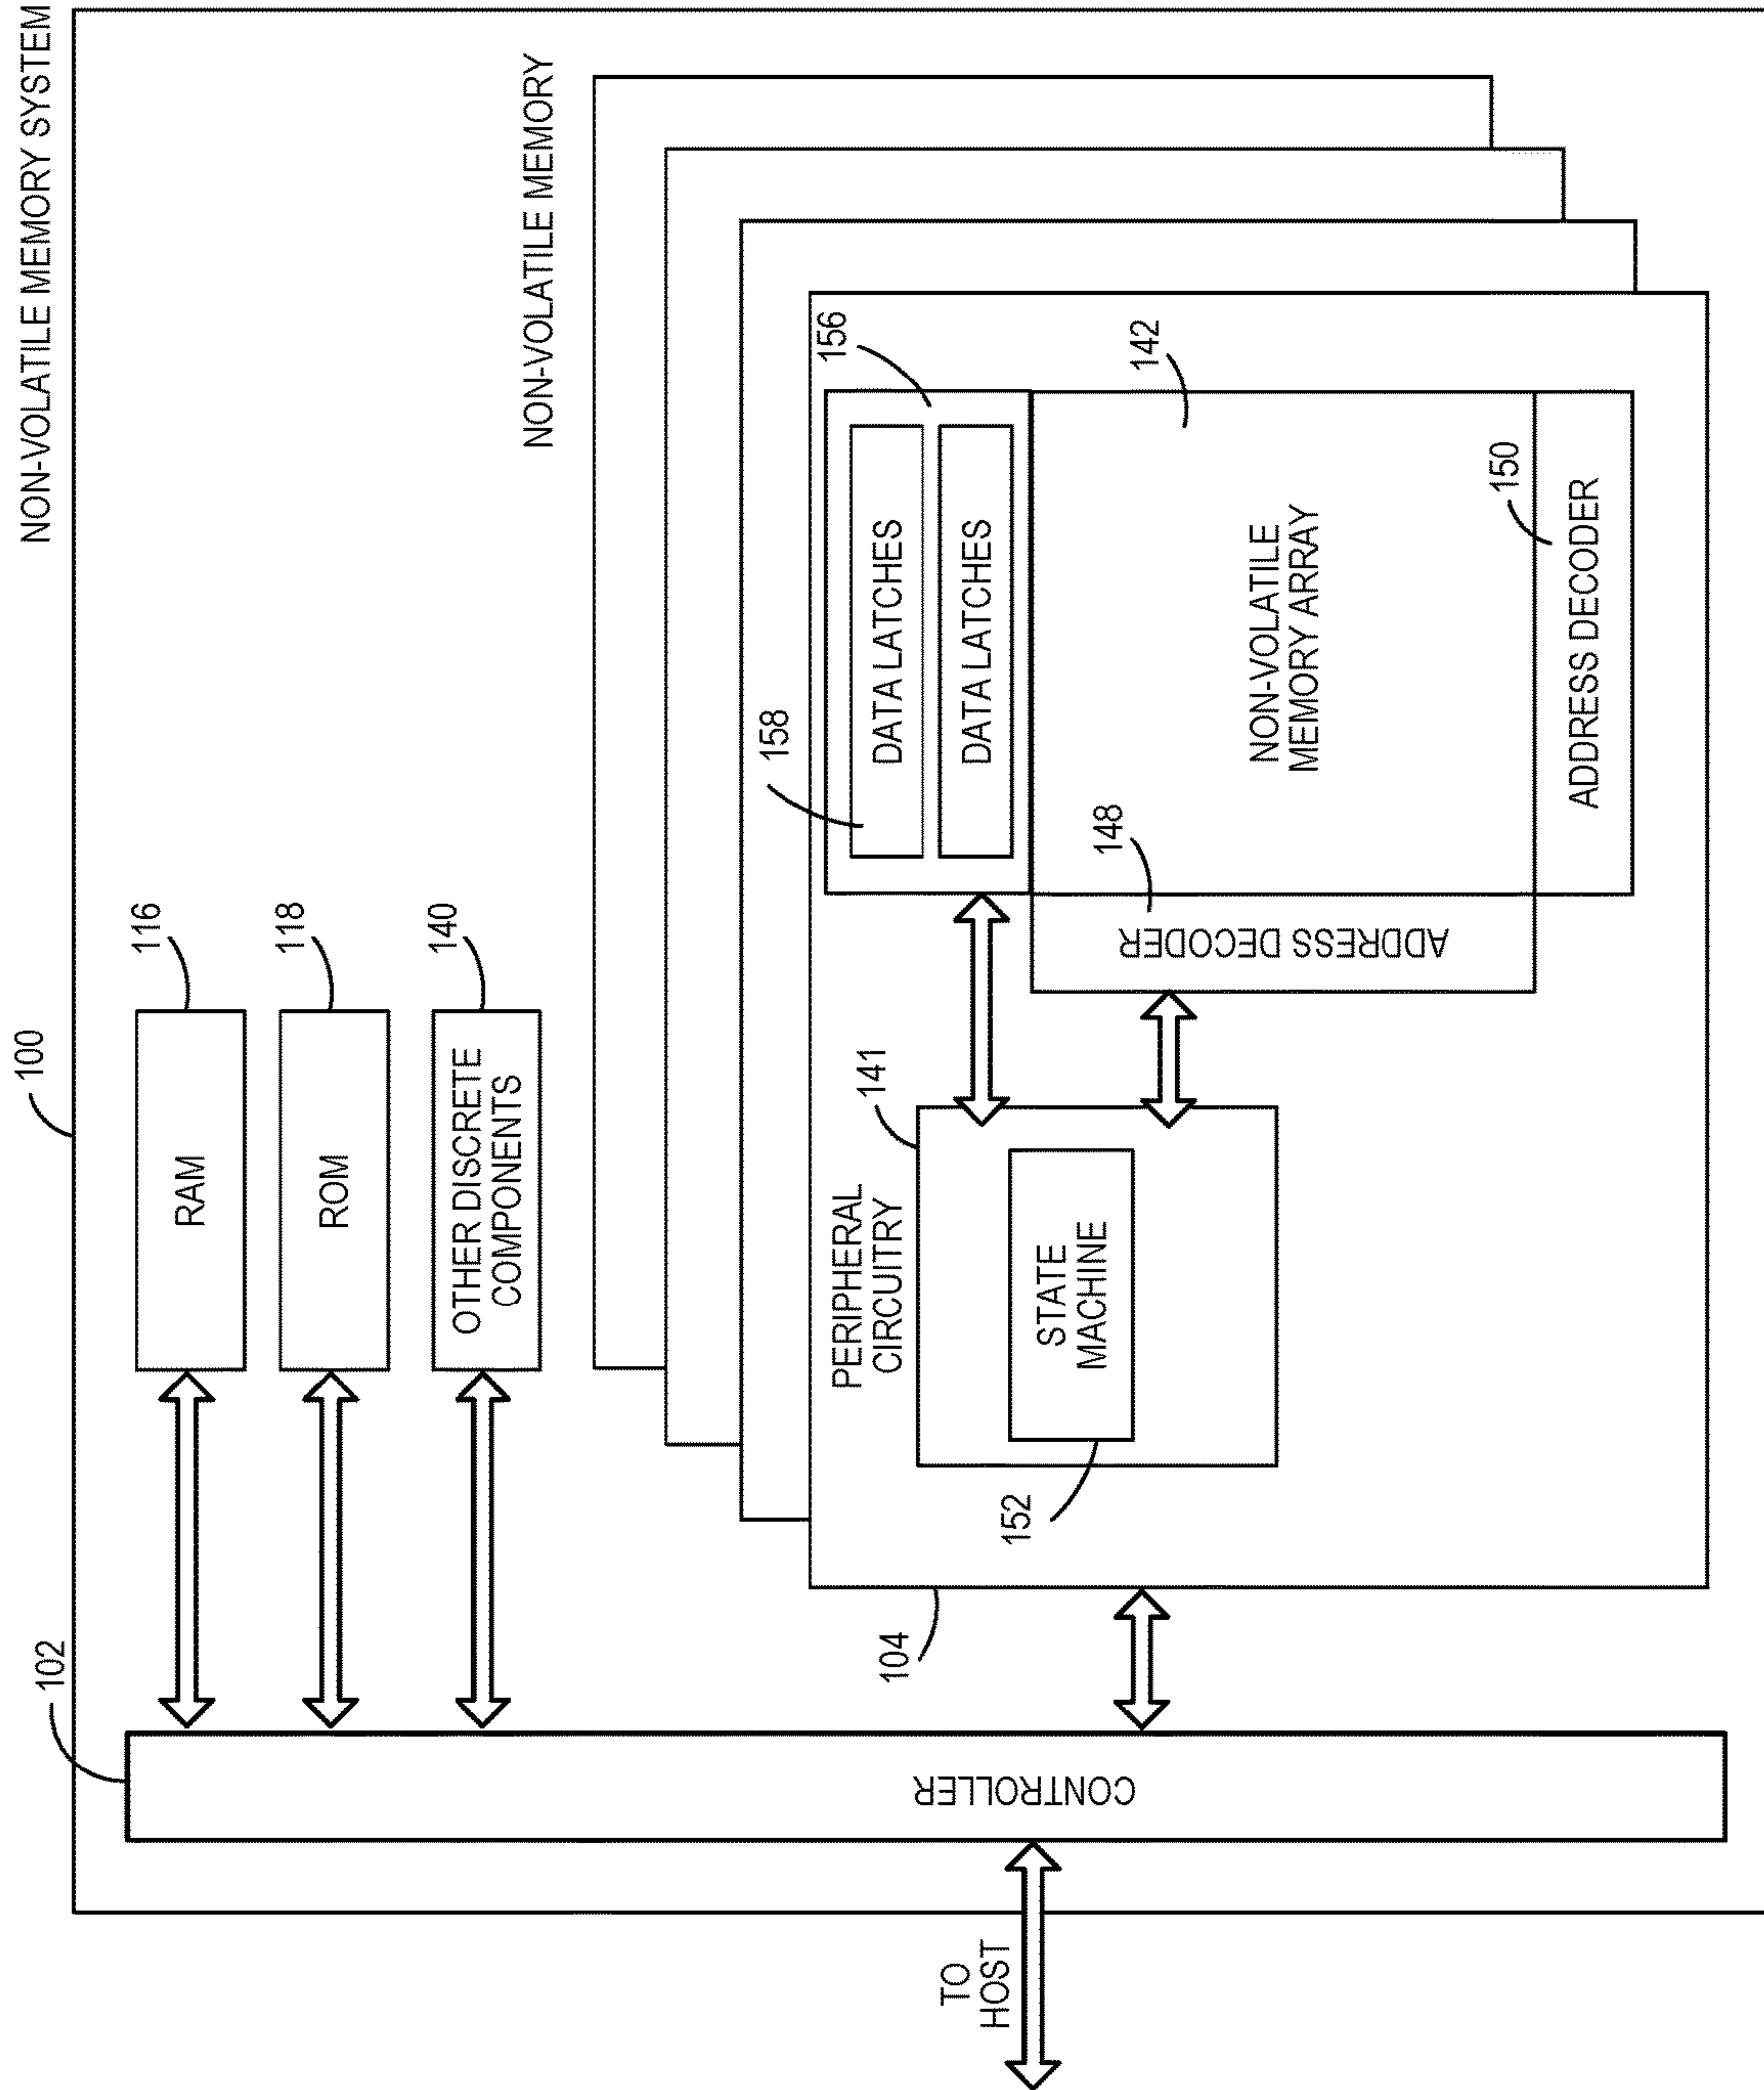 NON-VOLATILE MEMORY SYSTEM
100
102
RAM
116
ROM
118
OTHER DISCRETE
COMPONENTS
140
NON-VOLATILE MEMORY
TO
HOST
CONTROLLER
104
PERIPHERAL
CIRCUITRY
141
STATE
MACHINE
152
158
156
DATA LATCHES
DATA LATCHES
148
ADDRESS DECODER
142
NON-VOLATILE
MEMORY ARRAY
150
ADDRESS DECODER